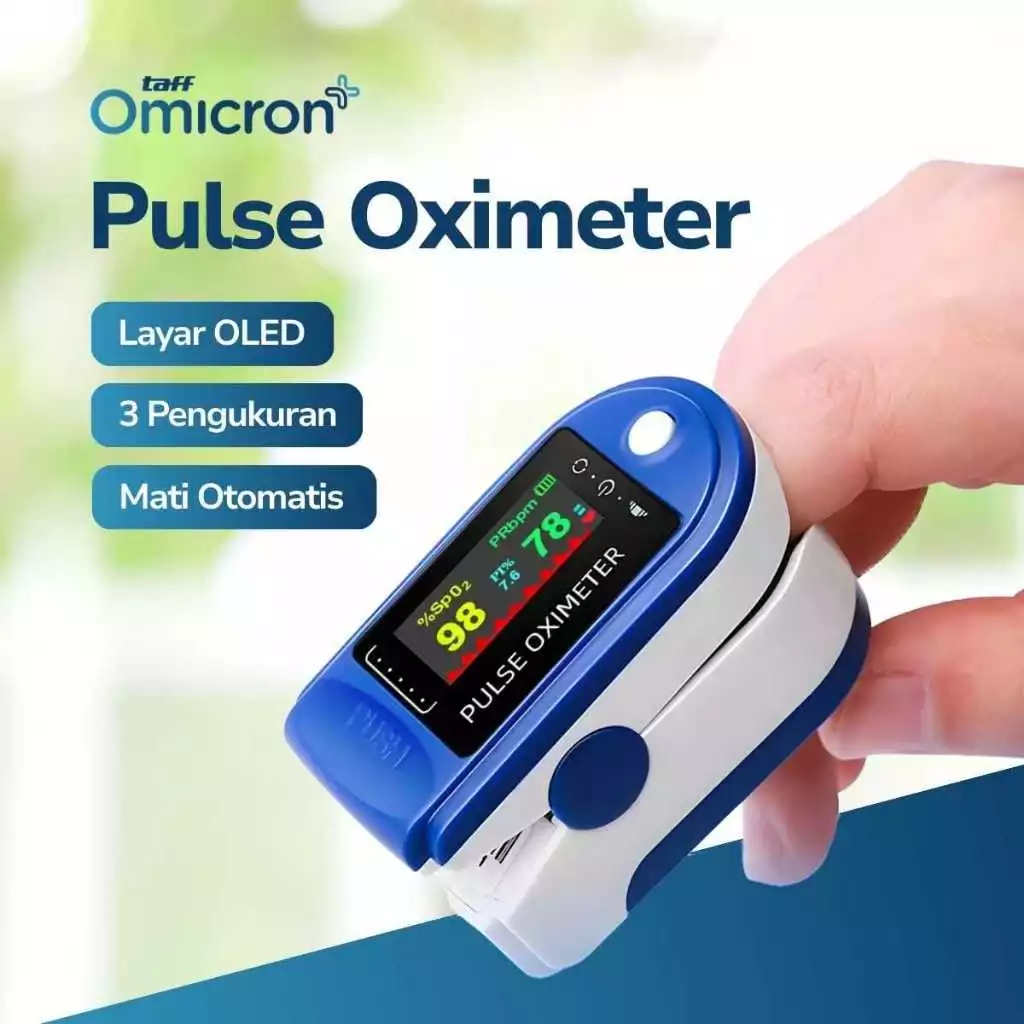 taff
Omicron
Pulse Oximeter
Layar OLED
3 Pengukuran
Mati Otomatis
%SpO₂
98
PI%
7.6
PRbpm
78
PULSE OXIMETER